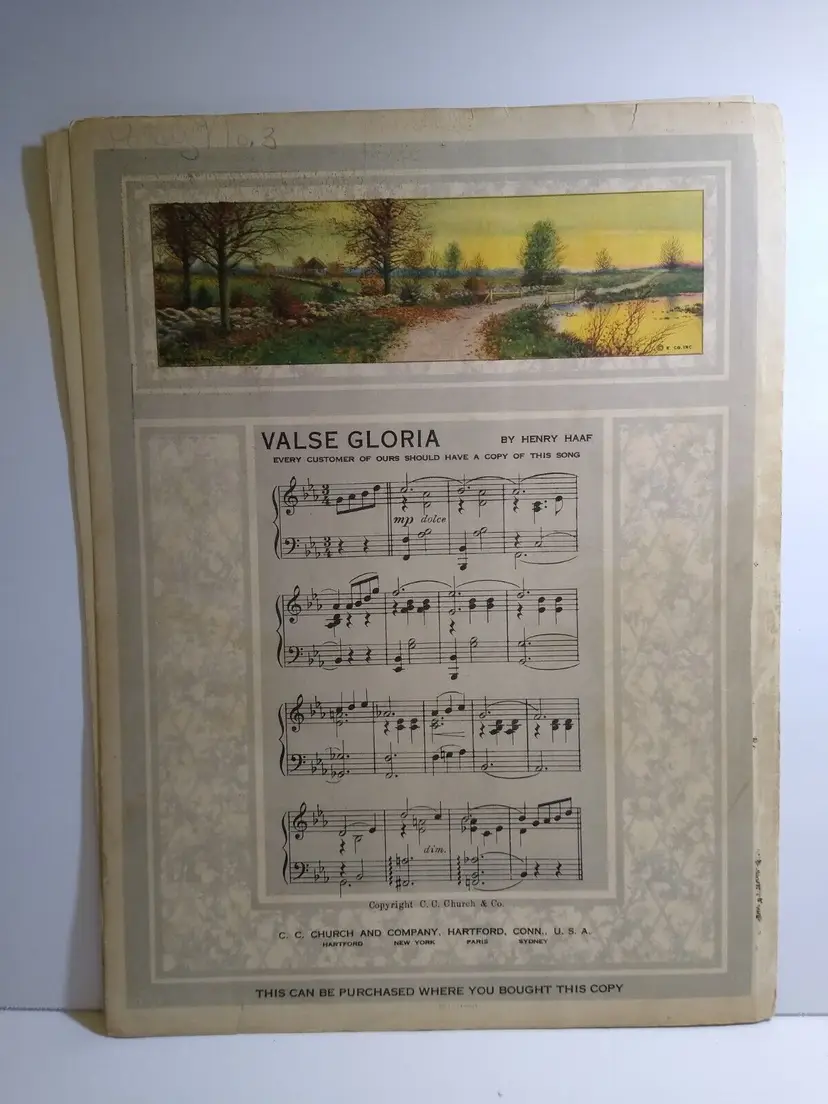 VALSE GLORIA
BY HENRY HAAF
EVERY CUSTOMER OF OURS SHOULD HAVE A COPY OF THIS SONG
mp dolce
dim.
Copyright C. C. Church & Co.
C. C. CHURCH AND COMPANY, HARTFORD, CONN., U. S. A.
HARTFORD NEW YORK PARIS SYDNEY
THIS CAN BE PURCHASED WHERE YOU BOUGHT THIS COPY